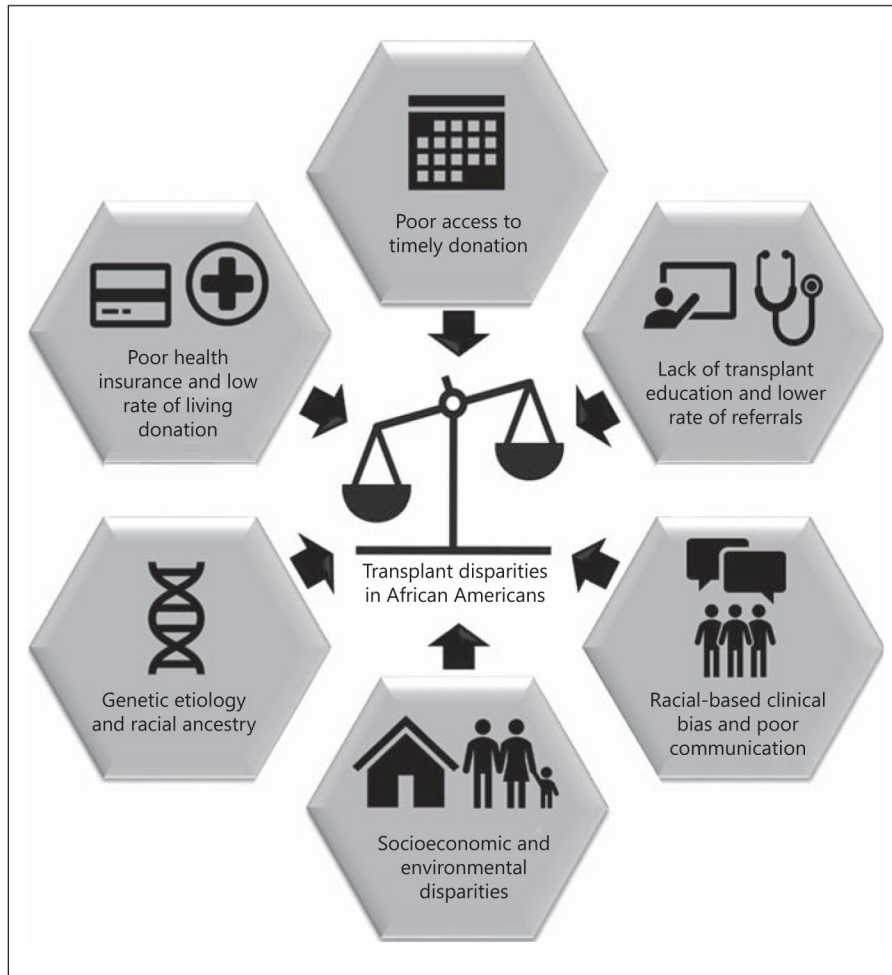 Poor access to
timely donation
Poor health
insurance and low
rate of living
donation
Lack of transplant
education and lower
rate of referrals
Transplant disparities
in African Americans
Genetic etiology
and racial ancestry
Racial-based clinical
bias and poor
communication
Socioeconomic and
environmental
disparities